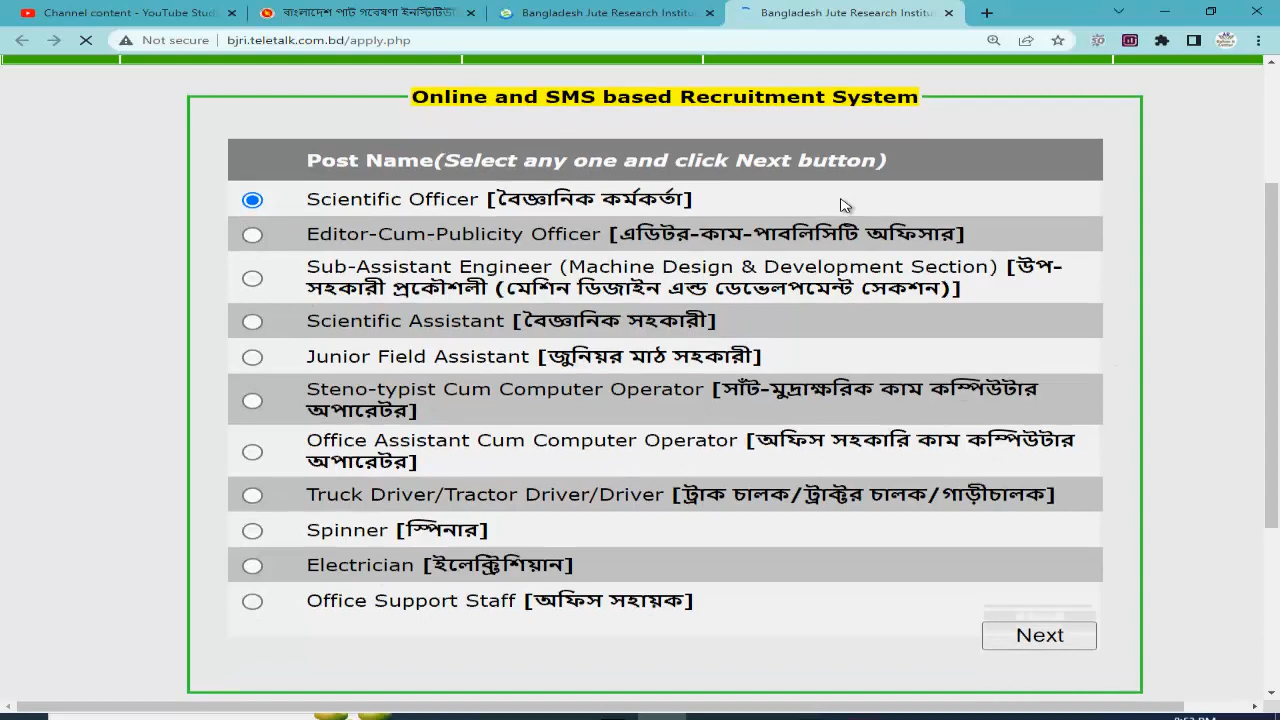 Channel content - YouTube Stud
বাংলাদেশ পাট গবেষণা ইনস্টিটিউ
Bangladesh Jute Research Institu
Bangladesh Jute Research Institu
Not secure
bjri.teletalk.com.bd/apply.php
Online and SMS based Recruitment System
Post Name(Select any one and click Next button)
Scientific Officer [বৈজ্ঞানিক কর্মকর্তা]
Editor-Cum-Publicity Officer [এডিটর-কাম-পাবলিসিটি অফিসার]
Sub-Assistant Engineer (Machine Design & Development Section) [উপ-
সহকারী প্রকৌশলী (মেশিন ডিজাইন এন্ড ডেভেলপমেন্ট সেকশন)]
Scientific Assistant [বৈজ্ঞানিক সহকারী]
Junior Field Assistant [জুনিয়র মাঠ সহকারী]
Steno-typist Cum Computer Operator [সাঁট-মুদ্রাক্ষরিক কাম কম্পিউটার
অপারেটর]
Office Assistant Cum Computer Operator [অফিস সহকারি কাম কম্পিউটার
অপারেটর]
Truck Driver/Tractor Driver/Driver [ট্রাক চালক/ট্রাক্টর চালক/গাড়ীচালক]
Spinner [স্পিনার]
Electrician [ইলেক্ট্রিশিয়ান]
Office Support Staff [অফিস সহায়ক]
Next